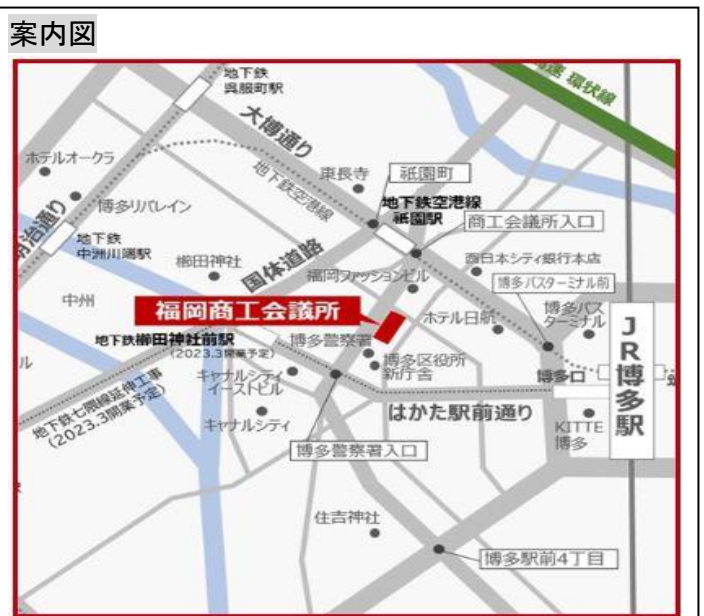 案内図
地下鉄
呉服町駅
速 環状線
大博通り
ホテルオークラ
地下鉄空港線
東長寺
祇園町
博多リバレイン
明治通り
地下鉄空港線
祇園駅
商工会議所入口
地下鉄
中洲川端駅
櫛田神社
国体道路
西日本シティ銀行本店
福岡ファッションビル
博多バスターミナル前
中州
福岡商工会議所
ホテル日航
博多バス
ターミナル
JR博多駅
地下鉄櫛田神社前駅
(2023.3開業予定)
博多警察署
博多区役所
新庁舎
ル
キャナルシティ
イーストビル
博多口
地下鉄七隈線延伸工事
(2023.3開業予定)
キャナルシティ
はかた駅前通り
KITTE
博多
博多警察署入口
住吉神社
博多駅前4丁目